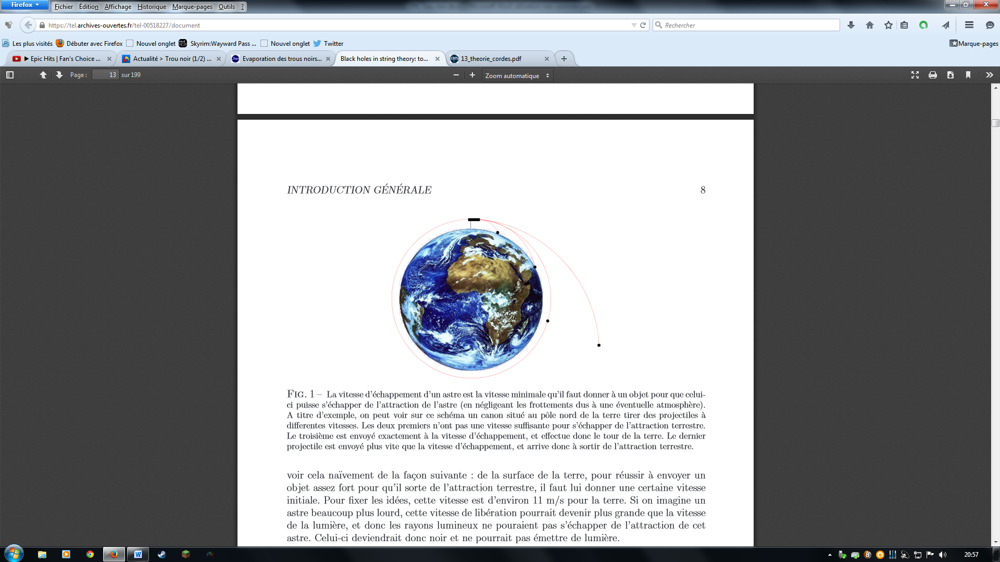 Firefox
Fichier Édition Affichage Historique Marque-pages Outils ?
https://tel.archives-ouvertes.fr/tel-00518227/document
Rechercher
Les plus visités Débuter avec Firefox Nouvel onglet Skyrim:Wayward Pass ... Nouvel onglet Twitter Marque-pages
▶ Epic Hits | Fan's Choice ... Actualité > Trou noir (1/2) ... Evaporation des trous noirs... Black holes in string theory: to... 13_theorie_cordes.pdf
Page : 13 sur 199 Zoom automatique
INTRODUCTION GÉNÉRALE 8
FIG. 1 – La vitesse d'échappement d'un astre est la vitesse minimale qu'il faut donner à un objet pour que celui-
ci puisse s'échapper de l'attraction de l'astre (en négligeant les frottements dus à une éventuelle atmosphère).
A titre d'exemple, on peut voir sur ce schéma un canon situé au pôle nord de la terre tirer des projectiles à
différentes vitesses. Les deux premiers n'ont pas une vitesse suffisante pour s'échapper de l'attraction terrestre.
Le troisième est envoyé exactement à la vitesse d'échappement, et effectue donc le tour de la terre. Le dernier
projectile est envoyé plus vite que la vitesse d'échappement, et arrive donc à sortir de l'attraction terrestre.
voir cela naïvement de la façon suivante : de la surface de la terre, pour réussir à envoyer un
objet assez fort pour qu'il sorte de l'attraction terrestre, il faut lui donner une certaine vitesse
initiale. Pour fixer les idées, cette vitesse est d'environ 11 m/s pour la terre. Si on imagine un
astre beaucoup plus lourd, cette vitesse de libération pourrait devenir plus grande que la vitesse
de la lumière, et donc les rayons lumineux ne pouraient pas s'échapper de l'attraction de cet
astre. Celui-ci deviendrait donc noir et ne pourrait pas émettre de lumière.
20:57